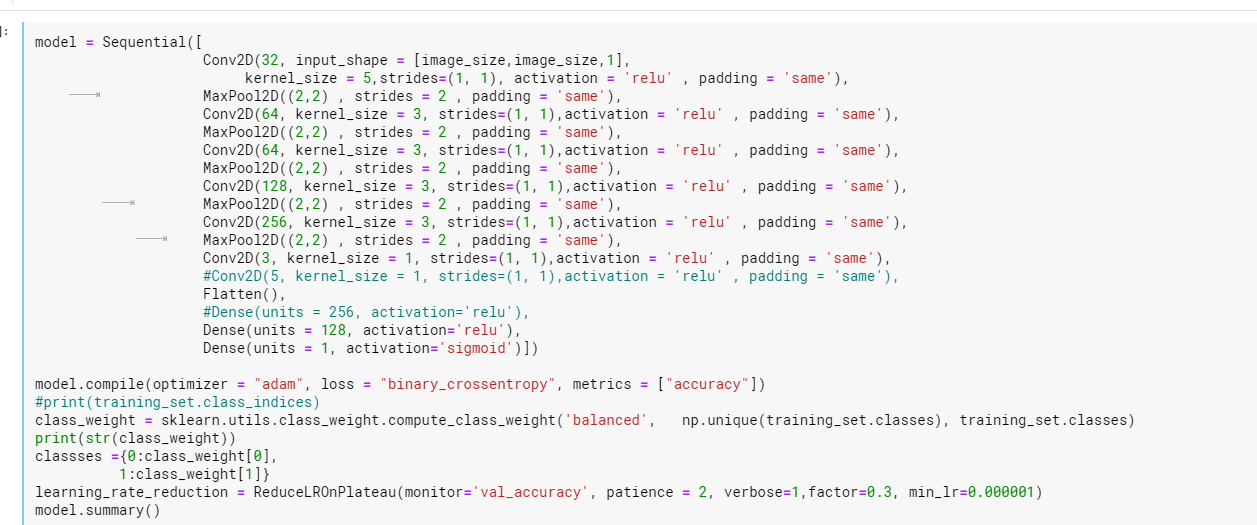 ]:
model = Sequential([
Conv2D(32, input_shape = [image_size,image_size,1],
kernel_size = 5,strides=(1, 1), activation = 'relu' , padding = 'same'),
MaxPool2D((2,2) , strides = 2 , padding = 'same'),
Conv2D(64, kernel_size = 3, strides=(1, 1),activation = 'relu' , padding = 'same'),
MaxPool2D((2,2) , strides = 2 , padding = 'same'),
Conv2D(64, kernel_size = 3, strides=(1, 1),activation = 'relu' , padding = 'same'),
MaxPool2D((2,2) , strides = 2 , padding = 'same'),
Conv2D(128, kernel_size = 3, strides=(1, 1),activation = 'relu' , padding = 'same'),
MaxPool2D((2,2) , strides = 2 , padding = 'same'),
Conv2D(256, kernel_size = 3, strides=(1, 1),activation = 'relu' , padding = 'same'),
MaxPool2D((2,2) , strides = 2 , padding = 'same'),
Conv2D(3, kernel_size = 1, strides=(1, 1),activation = 'relu' , padding = 'same'),
#Conv2D(5, kernel_size = 1, strides=(1, 1),activation = 'relu' , padding = 'same'),
Flatten(),
#Dense(units = 256, activation='relu'),
Dense(units = 128, activation='relu'),
Dense(units = 1, activation='sigmoid')])
model.compile(optimizer = "adam", loss = "binary_crossentropy", metrics = ["accuracy"])
#print(training_set.class_indices)
class_weight = sklearn.utils.class_weight.compute_class_weight('balanced',   np.unique(training_set.classes), training_set.classes)
print(str(class_weight))
classses ={0:class_weight[0],
1:class_weight[1]}
learning_rate_reduction = ReduceLROnPlateau(monitor='val_accuracy', patience = 2, verbose=1,factor=0.3, min_lr=0.000001)
model.summary()